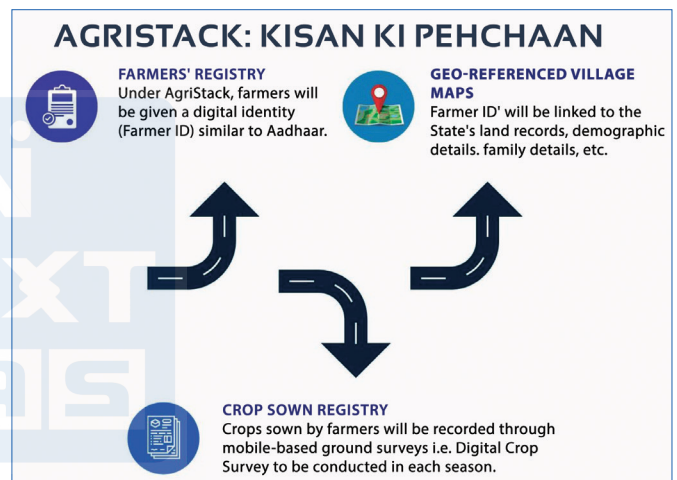 AGRISTACK: KISAN KI PEHCHAAN
FARMERS' REGISTRY
Under AgriStack, farmers will
be given a digital identity
(Farmer ID) similar to Aadhaar.
GEO-REFERENCED VILLAGE
MAPS
Farmer ID' will be linked to the
State's land records, demographic
details. family details, etc.
CROP SOWN REGISTRY
Crops sown by farmers will be recorded through
mobile-based ground surveys i.e. Digital Crop
Survey to be conducted in each season.